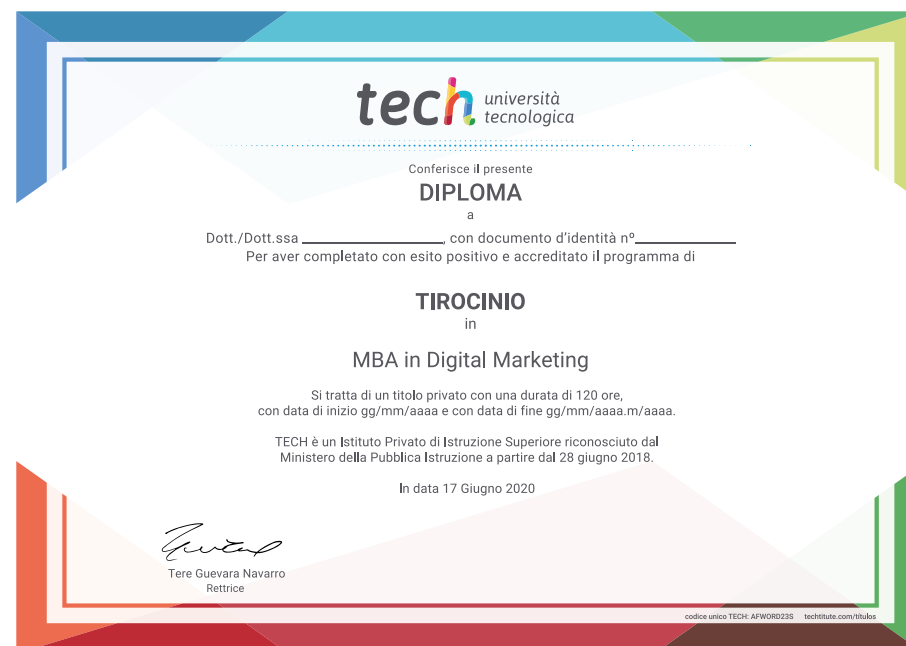 tech università
tecnologica
Conferisce il presente
DIPLOMA
a
Dott./Dott.ssa ____________________, con documento d'identità nº______________
Per aver completato con esito positivo e accreditato il programma di
TIROCINIO
in
MBA in Digital Marketing
Si tratta di un titolo privato con una durata di 120 ore,
con data di inizio gg/mm/aaaa e con data di fine gg/mm/aaaa.m/aaaa.
TECH è un Istituto Privato di Istruzione Superiore riconosciuto dal
Ministero della Pubblica Istruzione a partire dal 28 giugno 2018.
In data 17 Giugno 2020
Tere Guevara Navarro
Rettrice
codice unico TECH: AFWORD23S techtitute.com/titulos